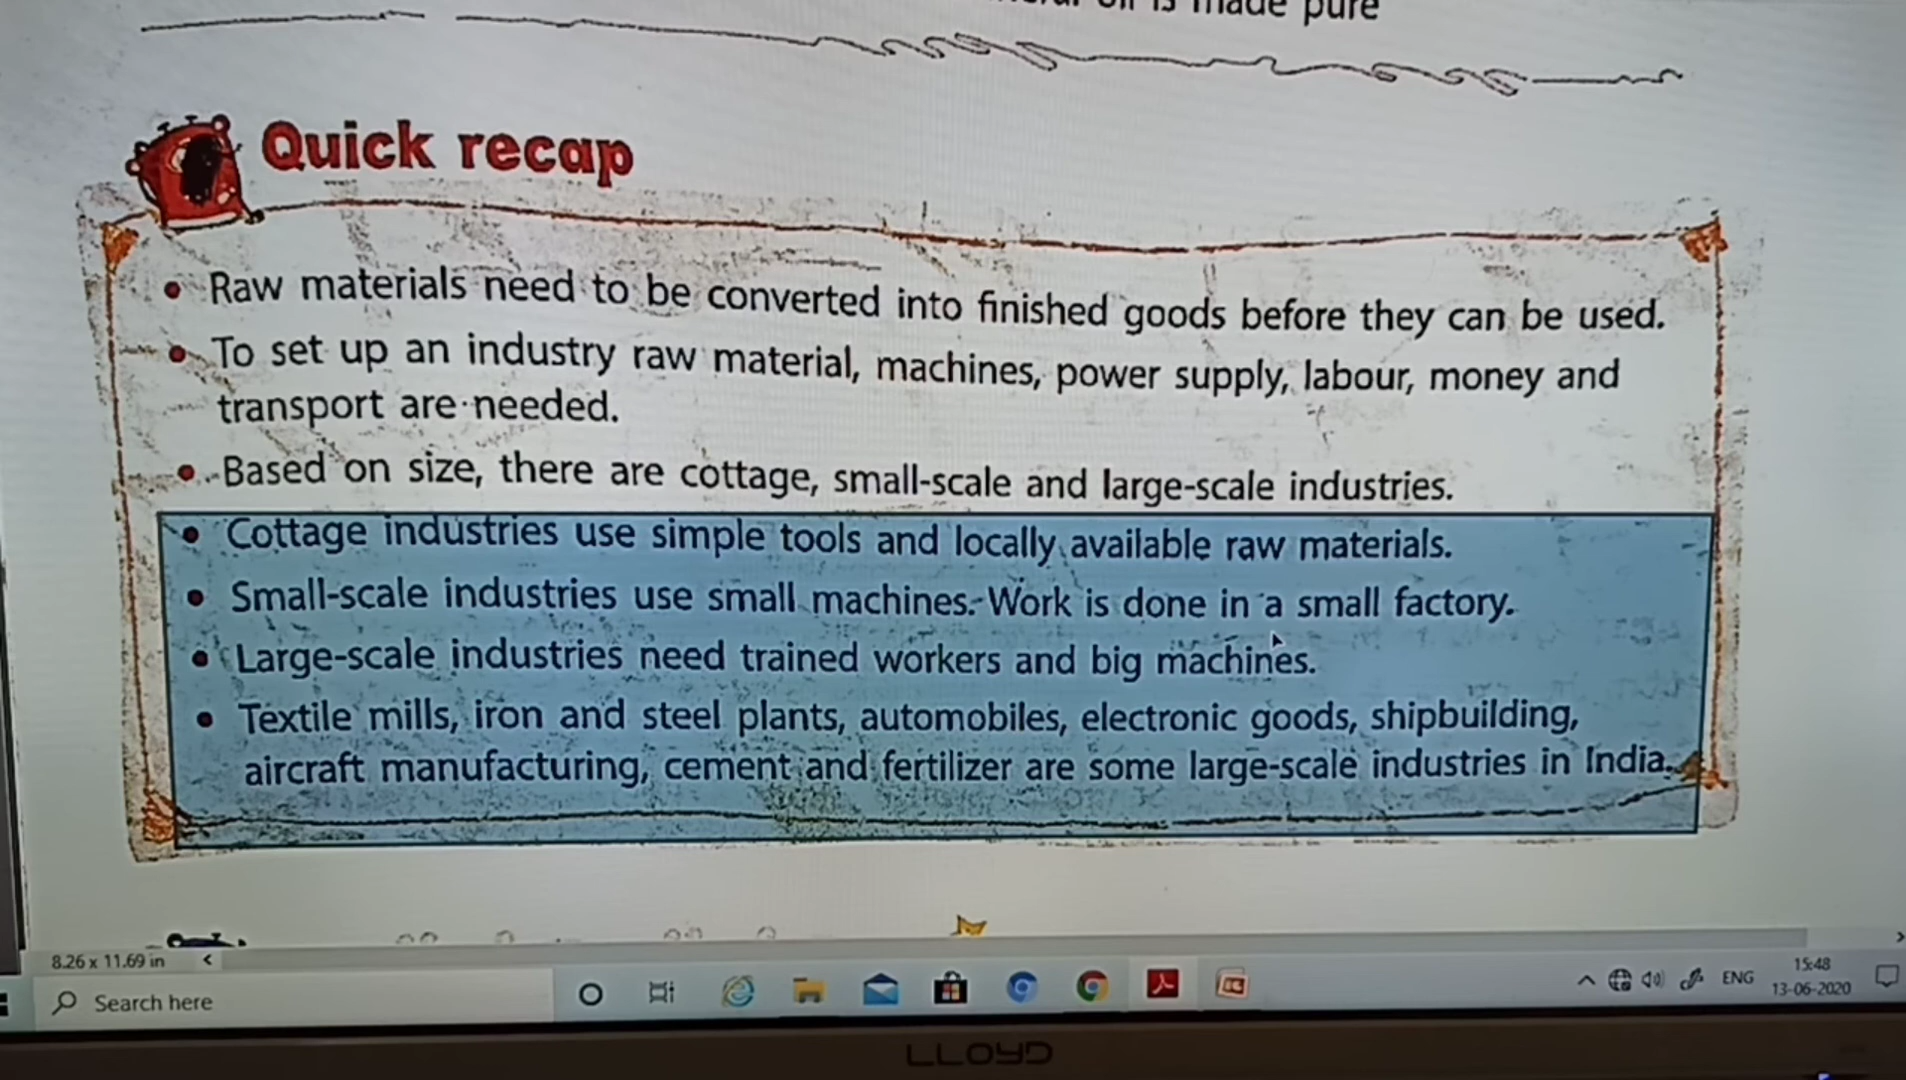 is made pure
Quick recap
• Raw materials need to be converted into finished goods before they can be used.
• To set up an industry raw material, machines, power supply, labour, money and
transport are needed.
• Based on size, there are cottage, small-scale and large-scale industries.
• Cottage industries use simple tools and locally available raw materials.
• Small-scale industries use small machines. Work is done in a small factory.
• Large-scale industries need trained workers and big machines.
• Textile mills, iron and steel plants, automobiles, electronic goods, shipbuilding,
aircraft manufacturing, cement and fertilizer are some large-scale industries in India.
8.26 x 11.69 in
Search here
ENG
15:48
13-06-2020
LLOYD